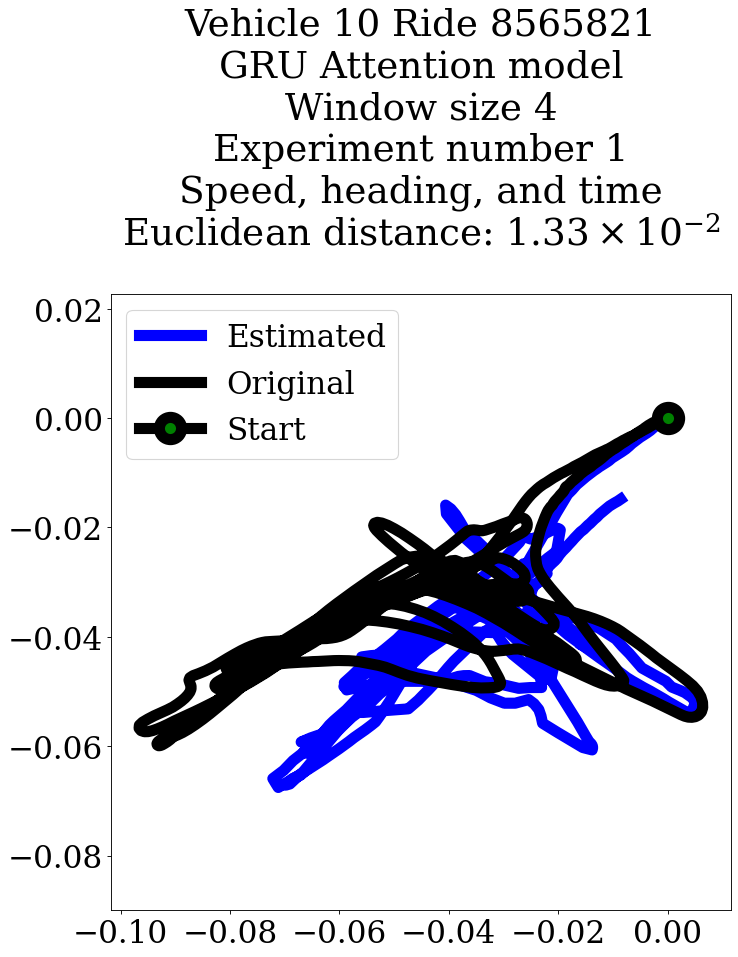 Vehicle 10 Ride 8565821
GRU Attention model
Window size 4
Experiment number 1
Speed, heading, and time
Euclidean distance: 1.33 × 10⁻²
0.02
Estimated
Original
0.00
Start
−0.02
−0.04
−0.06
−0.08
−0.10 −0.08 −0.06 −0.04 −0.02 0.00